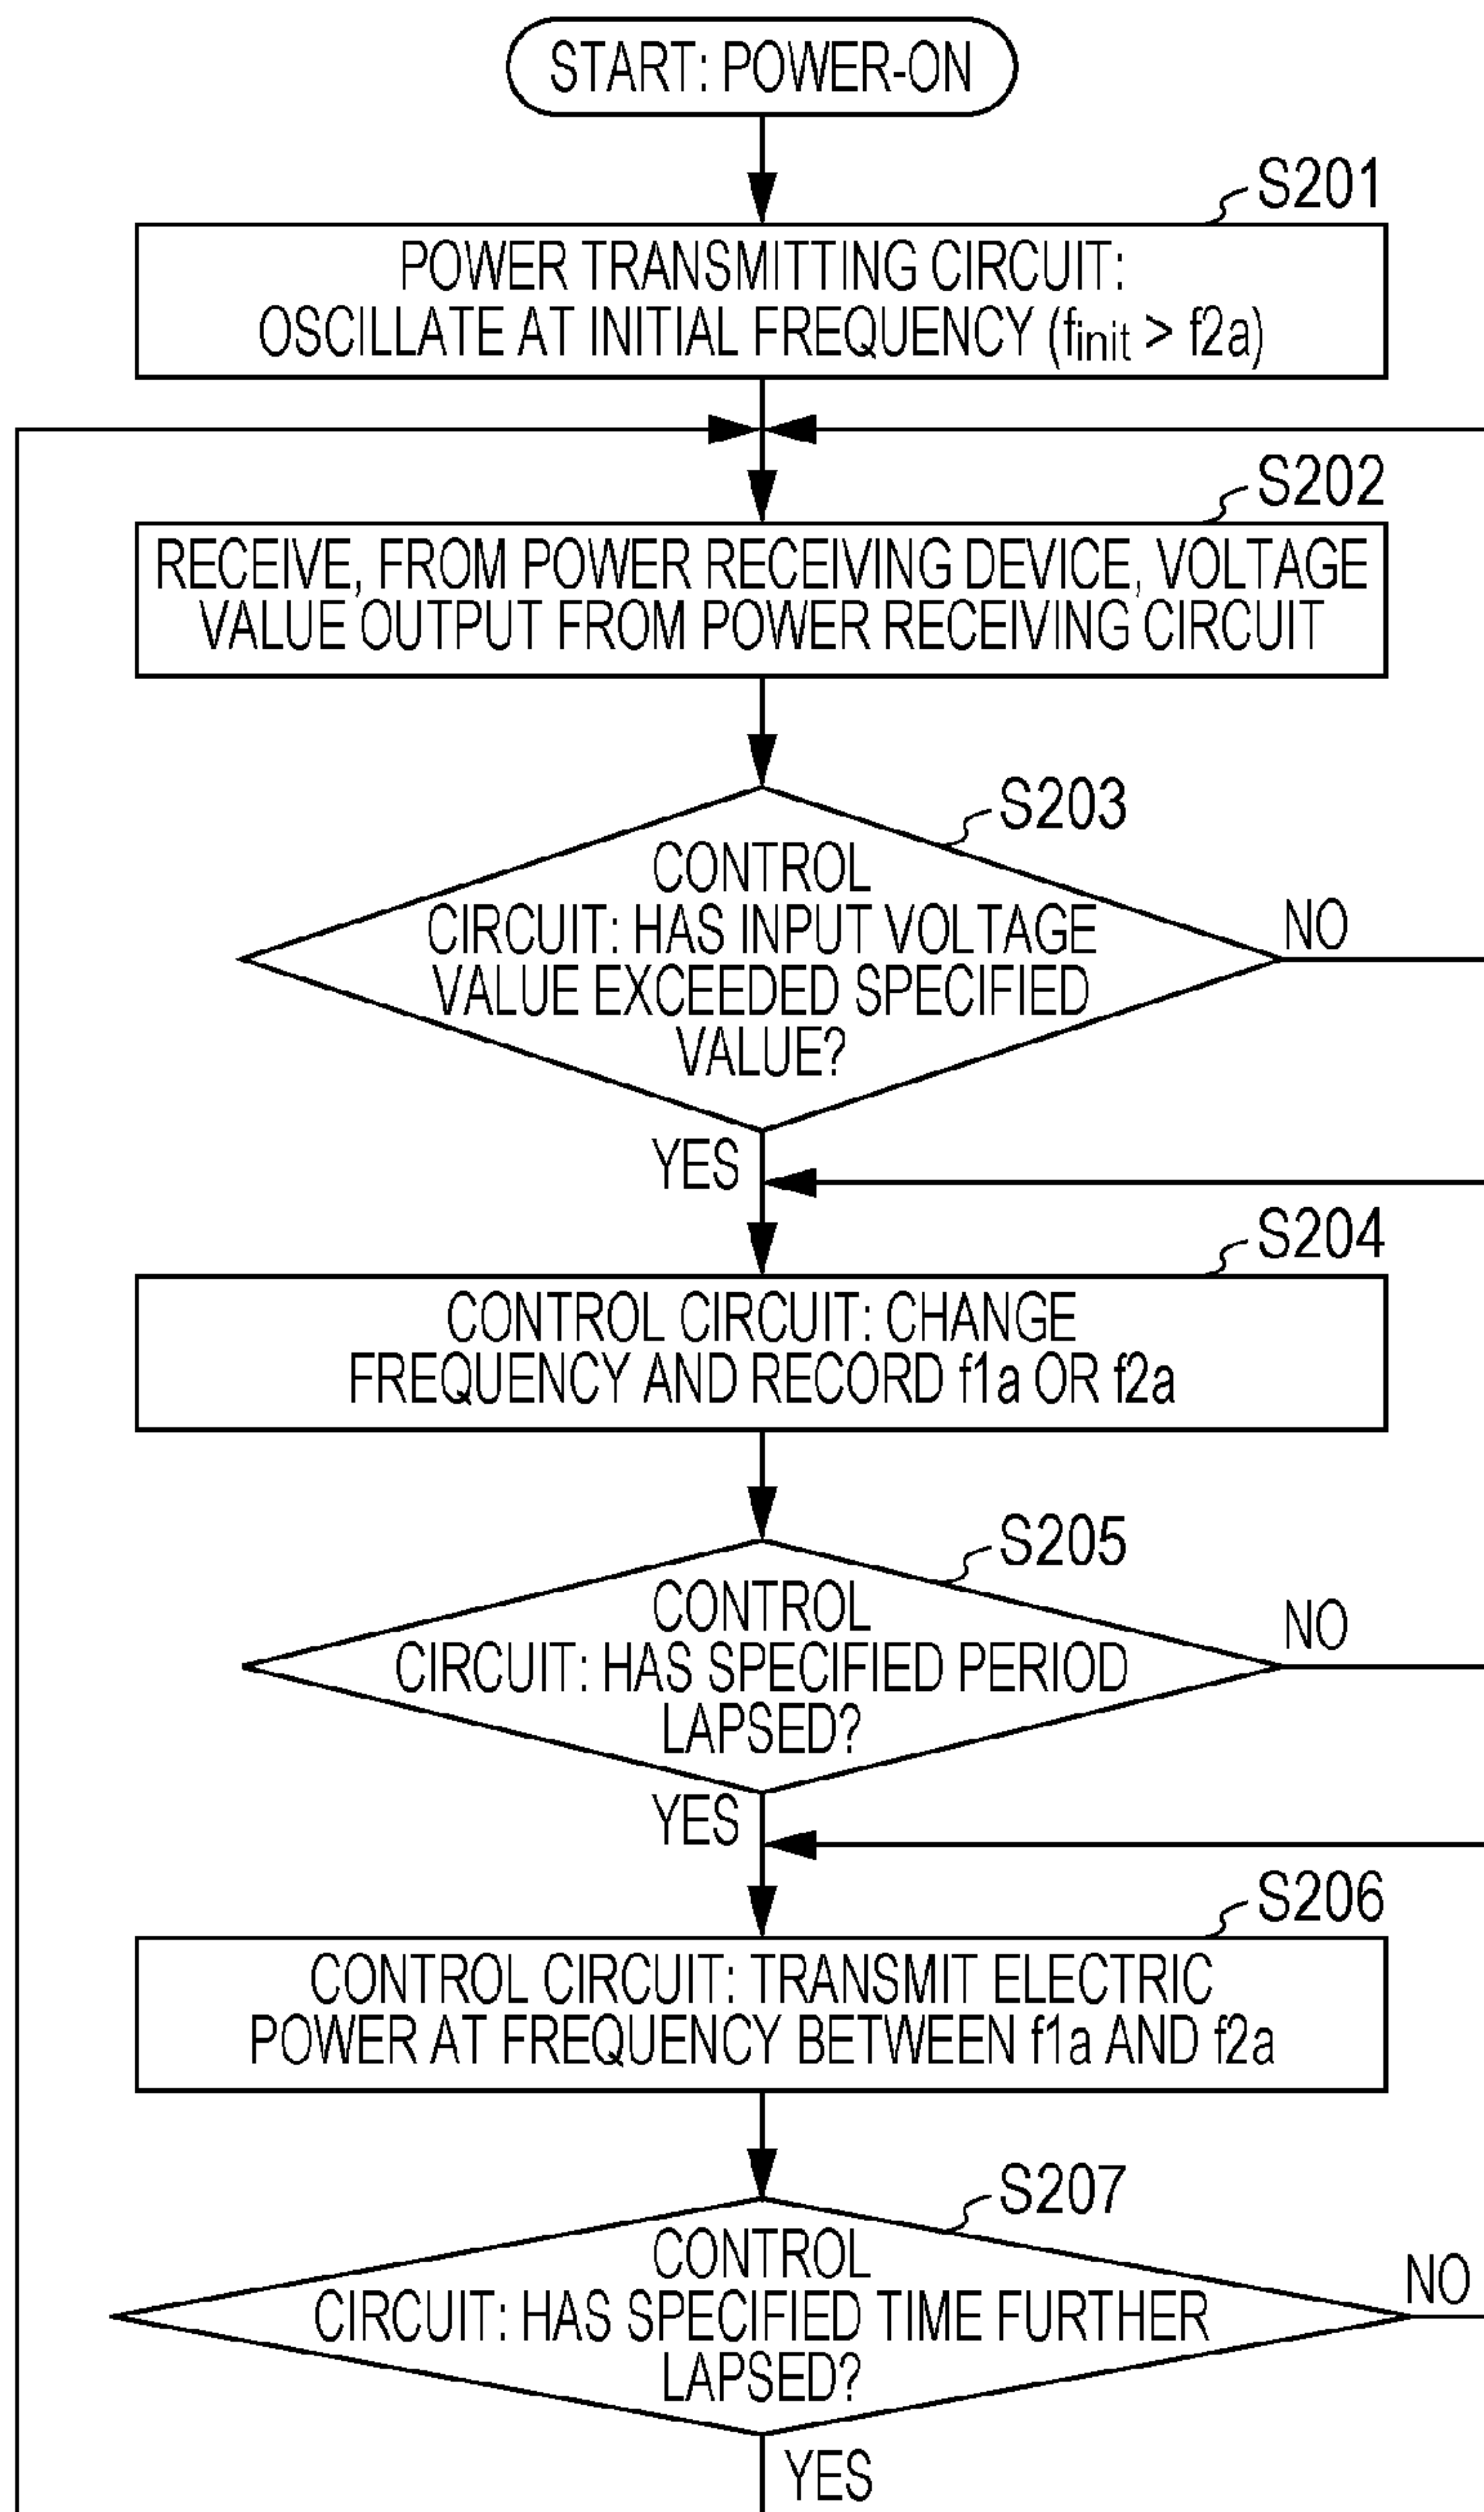 START: POWER-ON
S201
POWER TRANSMITTING CIRCUIT:
OSCILLATE AT INITIAL FREQUENCY (finit > f2a)
S202
RECEIVE, FROM POWER RECEIVING DEVICE, VOLTAGE
VALUE OUTPUT FROM POWER RECEIVING CIRCUIT
S203
CONTROL
CIRCUIT: HAS INPUT VOLTAGE
VALUE EXCEEDED SPECIFIED
VALUE?
NO
YES
S204
CONTROL CIRCUIT: CHANGE
FREQUENCY AND RECORD f1a OR f2a
S205
CONTROL
CIRCUIT: HAS SPECIFIED PERIOD
LAPSED?
NO
YES
S206
CONTROL CIRCUIT: TRANSMIT ELECTRIC
POWER AT FREQUENCY BETWEEN f1a AND f2a
S207
CONTROL
CIRCUIT: HAS SPECIFIED TIME FURTHER
LAPSED?
NO
YES